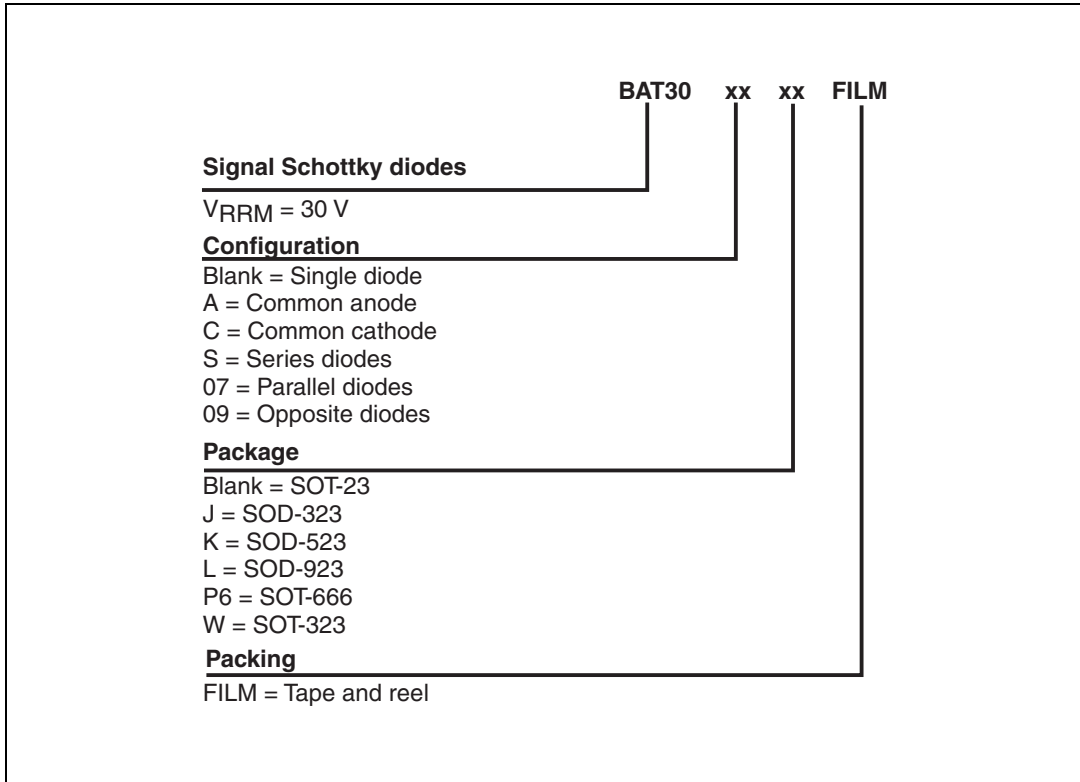 BAT30 xx xx FILM
Signal Schottky diodes
VRRM = 30 V
Configuration
Blank = Single diode
A = Common anode
C = Common cathode
S = Series diodes
07 = Parallel diodes
09 = Opposite diodes
Package
Blank = SOT-23
J = SOD-323
K = SOD-523
L = SOD-923
P6 = SOT-666
W = SOT-323
Packing
FILM = Tape and reel